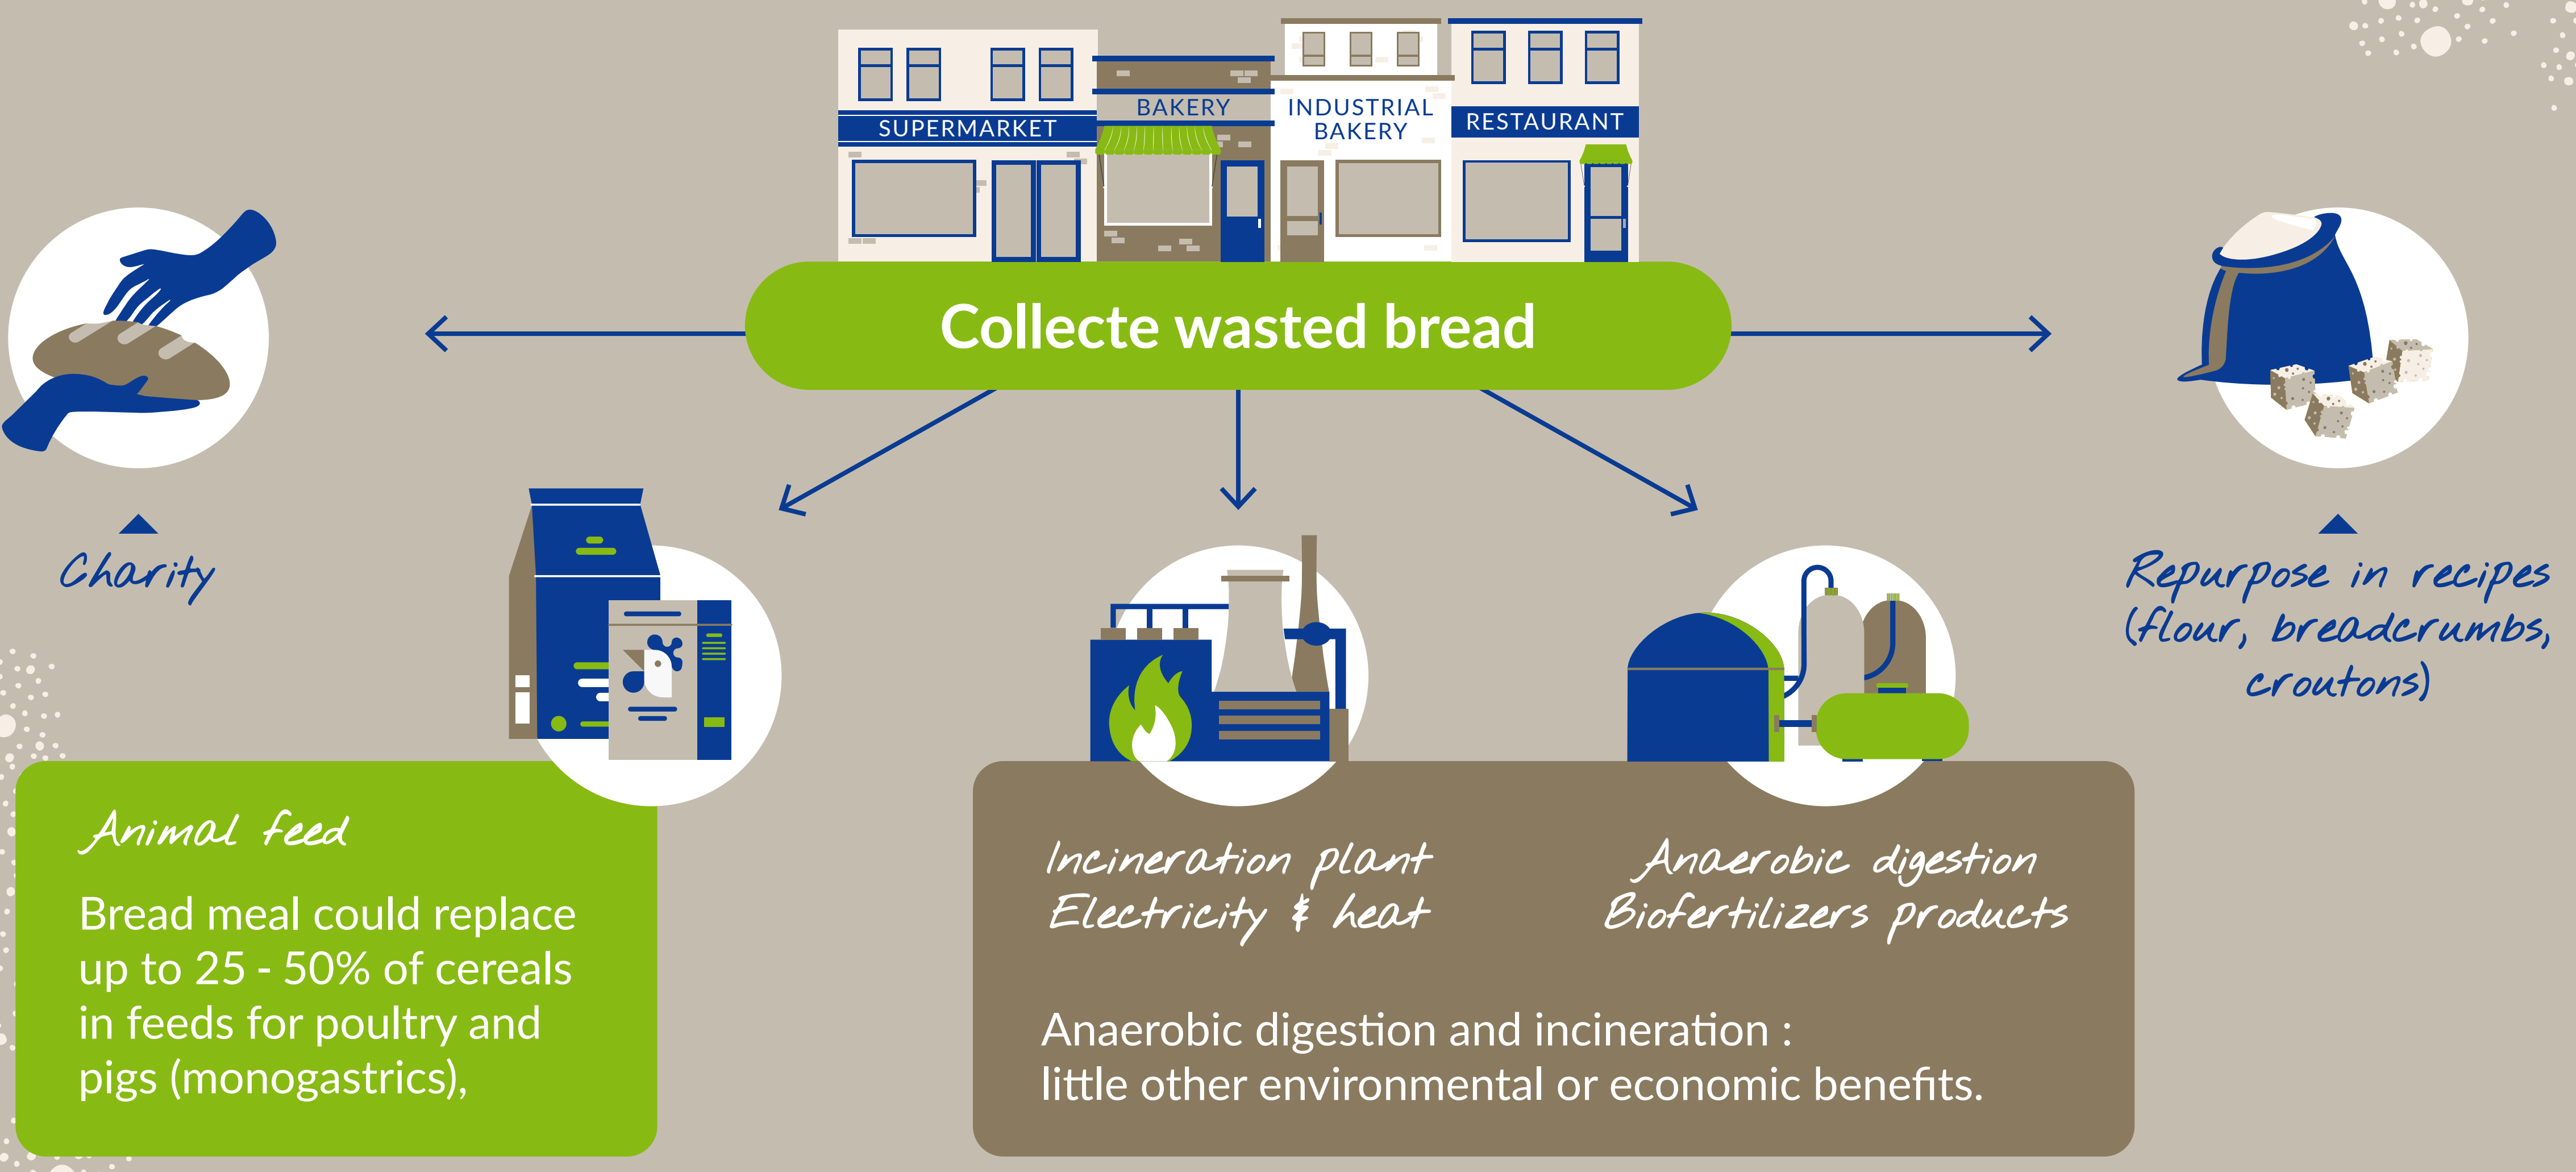 SUPERMARKET
BAKERY
INDUSTRIAL
BAKERY
RESTAURANT
Collecte wasted bread
Charity
Repurpose in recipes
(flour, breadcrumbs,
croutons)
Animal feed
Bread meal could replace
up to 25 - 50% of cereals
in feeds for poultry and
pigs (monogastrics),
Incineration plant
Electricity & heat
Anaerobic digestion
Biofertilizers products
Anaerobic digestion and incineration :
little other environmental or economic benefits.